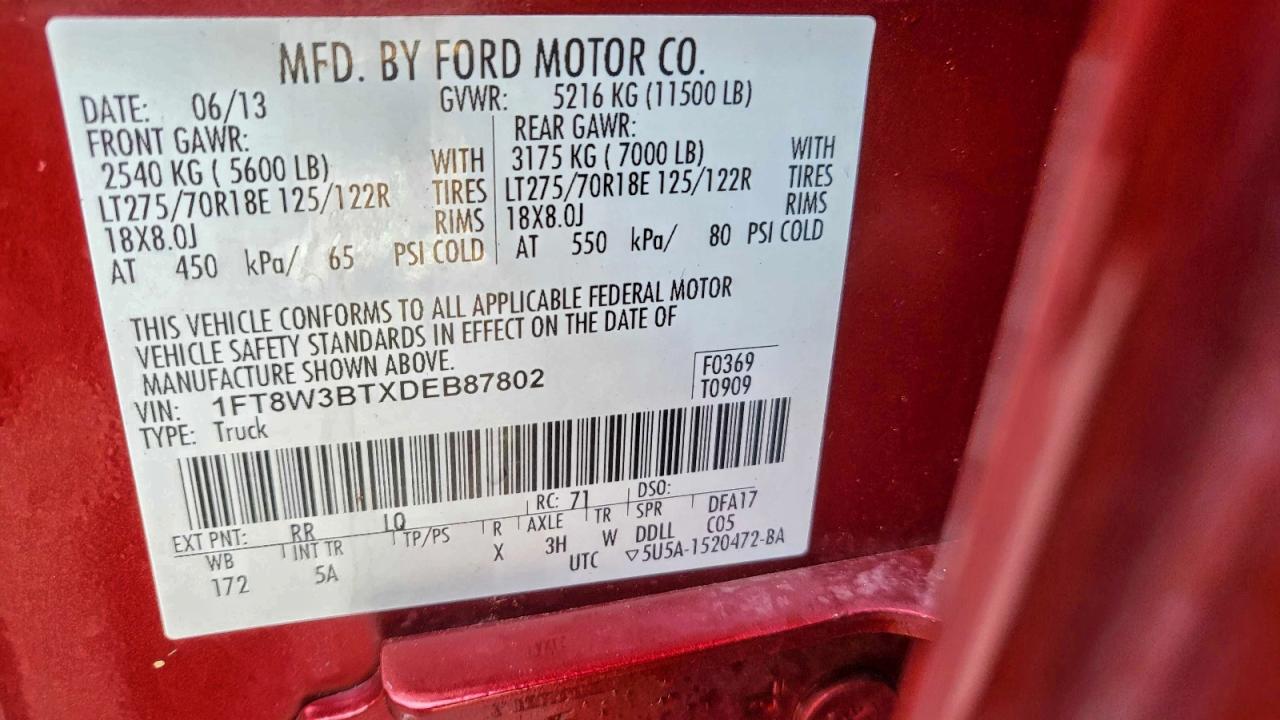 MFD. BY FORD MOTOR CO.
DATE: 06/13 GVWR: 5216 KG (11500 LB)
FRONT GAWR: REAR GAWR:
2540 KG ( 5600 LB) WITH 3175 KG ( 7000 LB) WITH
LT275/70R18E 125/122R TIRES LT275/70R18E 125/122R TIRES
18X8.0J RIMS 18X8.0J RIMS
AT 450 kPa/ 65 PSI COLD AT 550 kPa/ 80 PSI COLD
THIS VEHICLE CONFORMS TO ALL APPLICABLE FEDERAL MOTOR
VEHICLE SAFETY STANDARDS IN EFFECT ON THE DATE OF
MANUFACTURE SHOWN ABOVE.
F0369
VIN: 1FT8W3BTXDEB87802
T0909
TYPE: Truck
EXT PNT: RR IQ RC: 71 DSO:
WB INT TR TP/PS R AXLE TR SPR DFA17
172 5A X 3H W DDLL C05
UTC ▽5U5A-1520472-BA